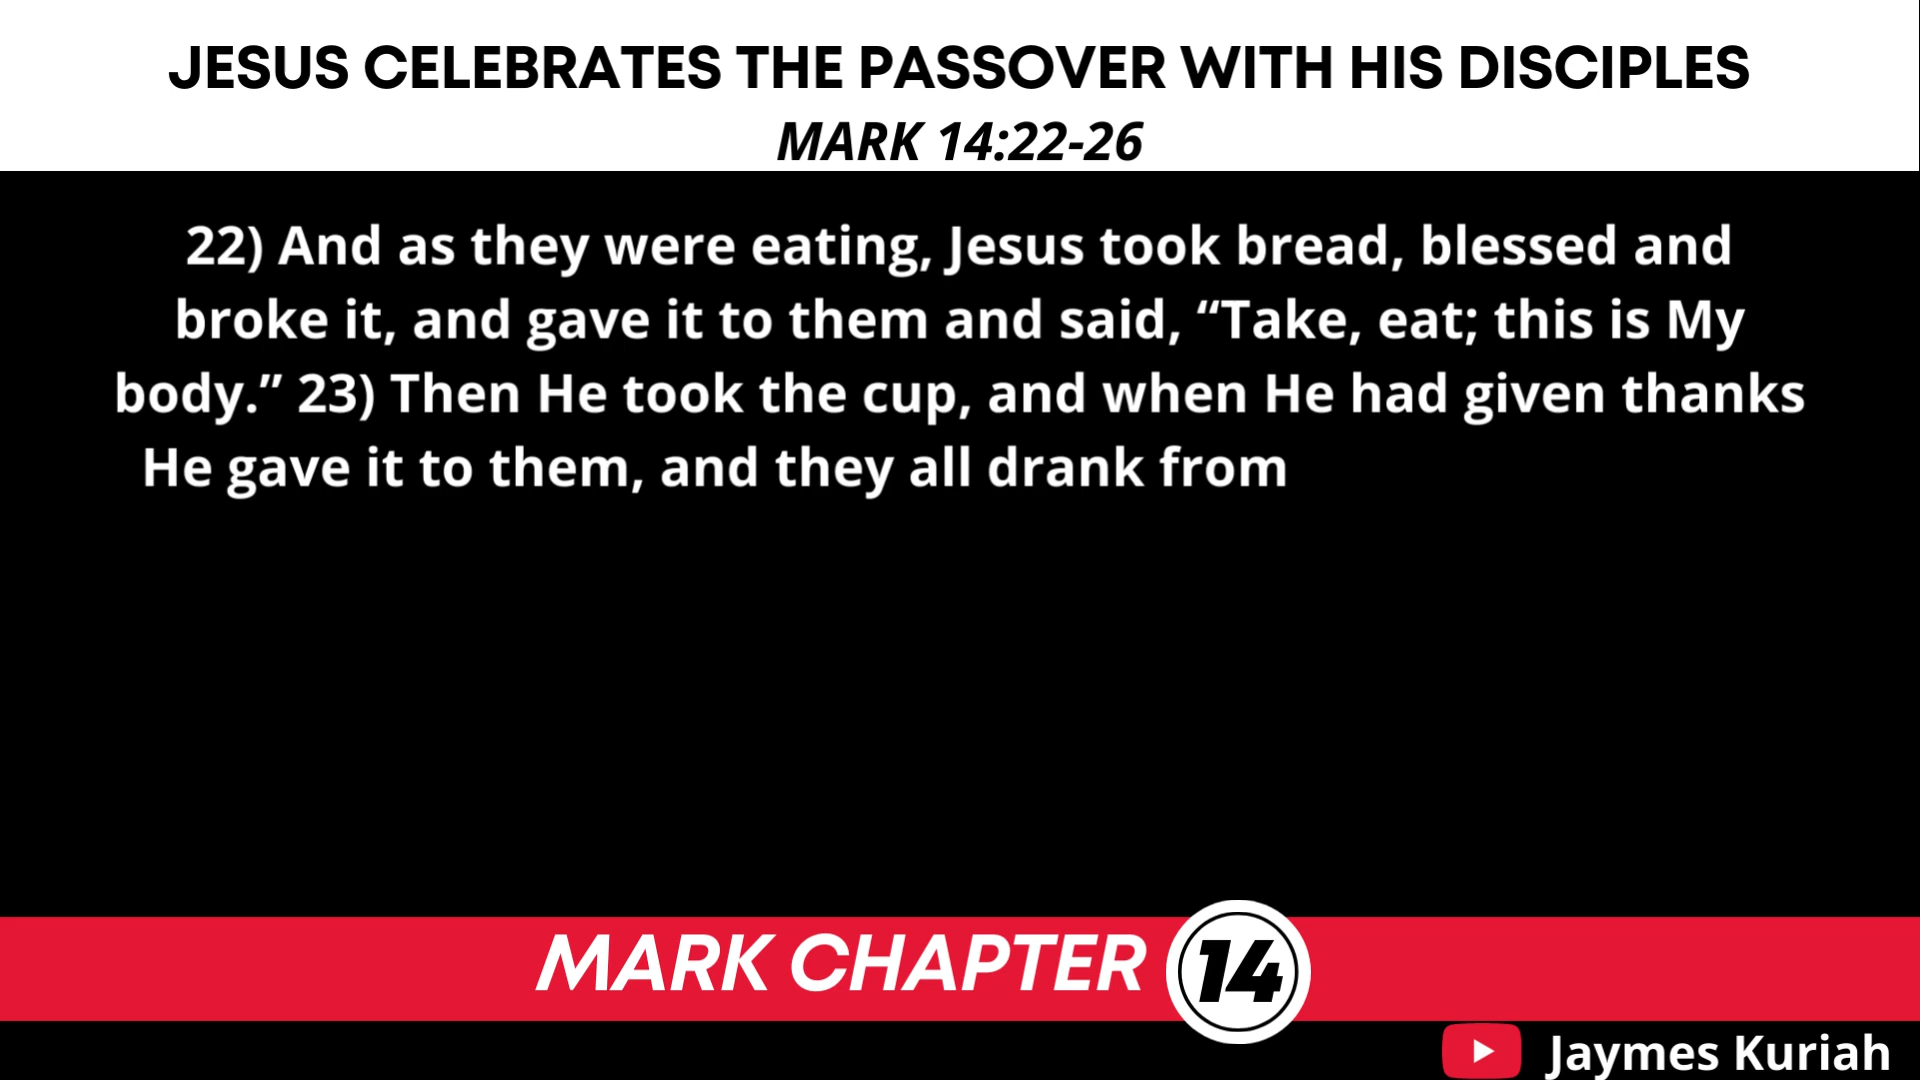 JESUS CELEBRATES THE PASSOVER WITH HIS DISCIPLES
MARK 14:22-26
22) And as they were eating, Jesus took bread, blessed and
broke it, and gave it to them and said, “Take, eat; this is My
body.” 23) Then He took the cup, and when He had given thanks
He gave it to them, and they all drank from
MARK CHAPTER 14
Jaymes Kuriah